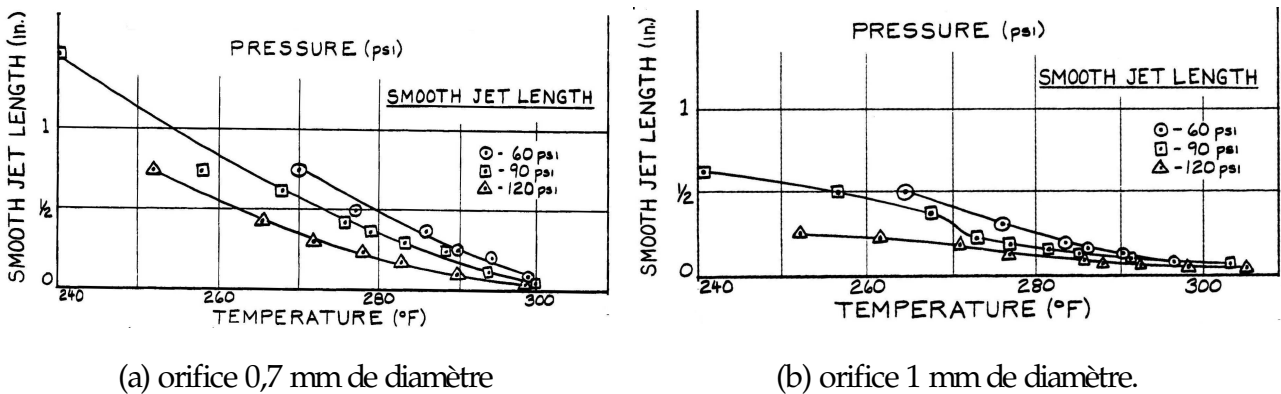 PRESSURE (psi)
SMOOTH JET LENGTH (in.)
SMOOTH JET LENGTH
- 60 psi
- 90 psi
- 120 psi
1
1/2
0
240
260
280
300
TEMPERATURE (°F)
(a) orifice 0,7 mm de diamètre
PRESSURE (psi)
SMOOTH JET LENGTH (in.)
SMOOTH JET LENGTH
- 60 psi
- 90 psi
- 120 psi
1
1/2
0
240
260
280
300
TEMPERATURE (°F)
(b) orifice 1 mm de diamètre.